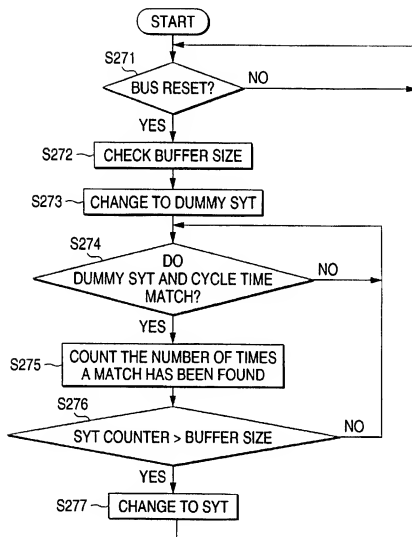 START
S271
BUS RESET?
NO
YES
S272
CHECK BUFFER SIZE
S273
CHANGE TO DUMMY SYT
S274
DO
DUMMY SYT AND CYCLE TIME
MATCH?
NO
YES
S275
COUNT THE NUMBER OF TIMES
A MATCH HAS BEEN FOUND
S276
SYT COUNTER > BUFFER SIZE
NO
YES
S277
CHANGE TO SYT